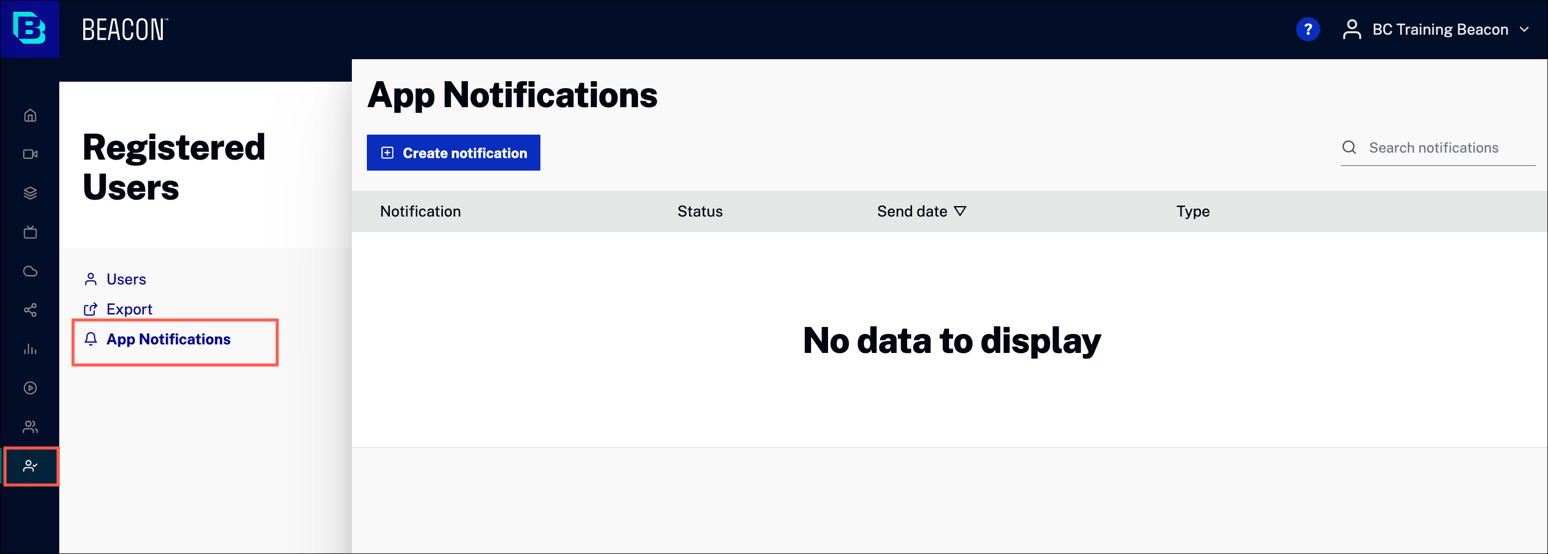 B BEACON™
? BC Training Beacon
Registered
Users
Users
Export
App Notifications
App Notifications
Create notification
Search notifications
Notification Status Send date Type
No data to display